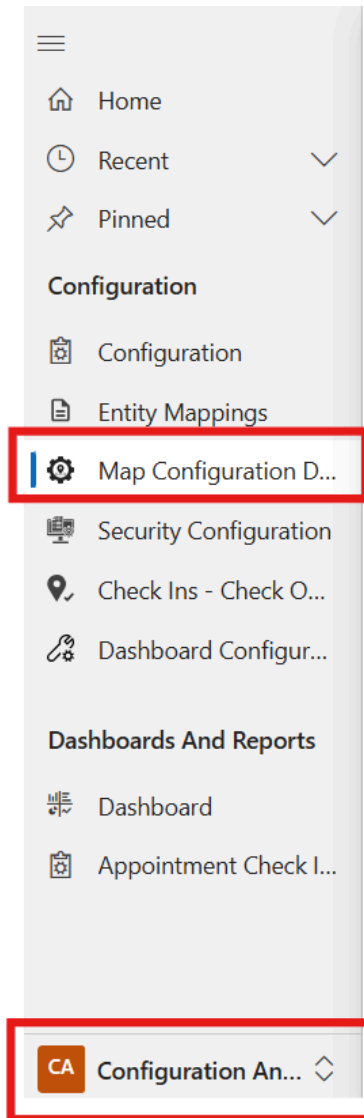 Home
Recent
Pinned
Configuration
Configuration
Entity Mappings
Map Configuration D...
Security Configuration
Check Ins - Check O...
Dashboard Configur...
Dashboards And Reports
Dashboard
Appointment Check I...
CA Configuration An...